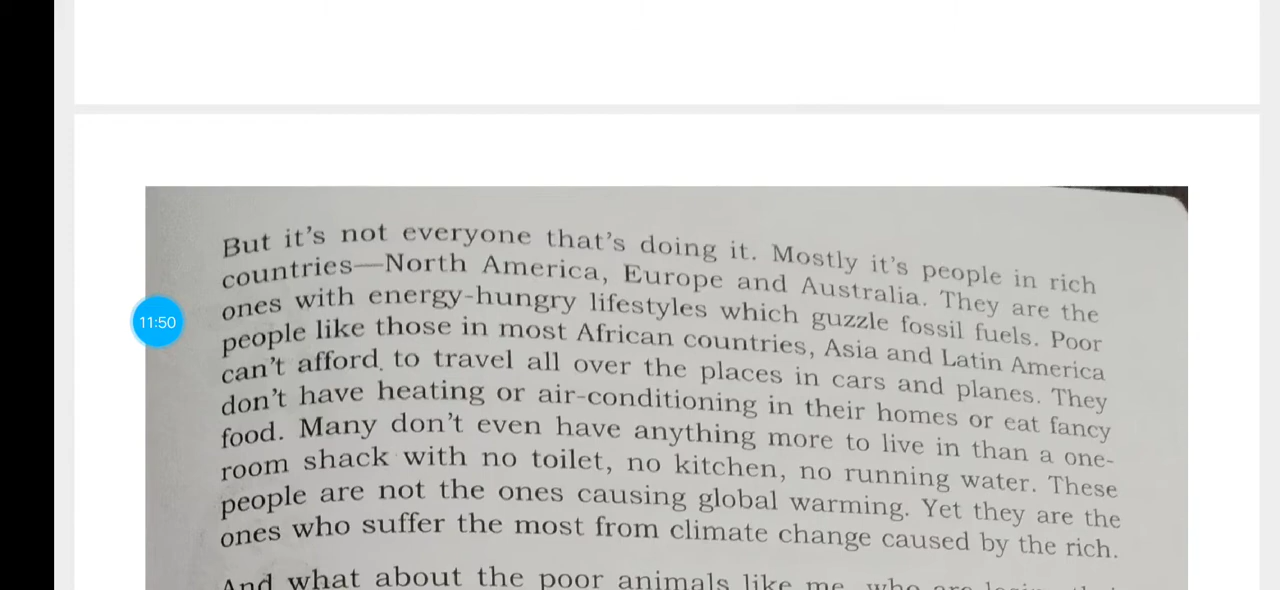 But it's not everyone that's doing it. Mostly it's people in rich
countries—North America, Europe and Australia. They are the
ones with energy-hungry lifestyles which guzzle fossil fuels. Poor
people like those in most African countries, Asia and Latin America
can't afford to travel all over the places in cars and planes. They
don't have heating or air-conditioning in their homes or eat fancy
food. Many don't even have anything more to live in than a one-
room shack with no toilet, no kitchen, no running water. These
people are not the ones causing global warming. Yet they are the
ones who suffer the most from climate change caused by the rich.
And what about the poor animals like me, who are
11:50